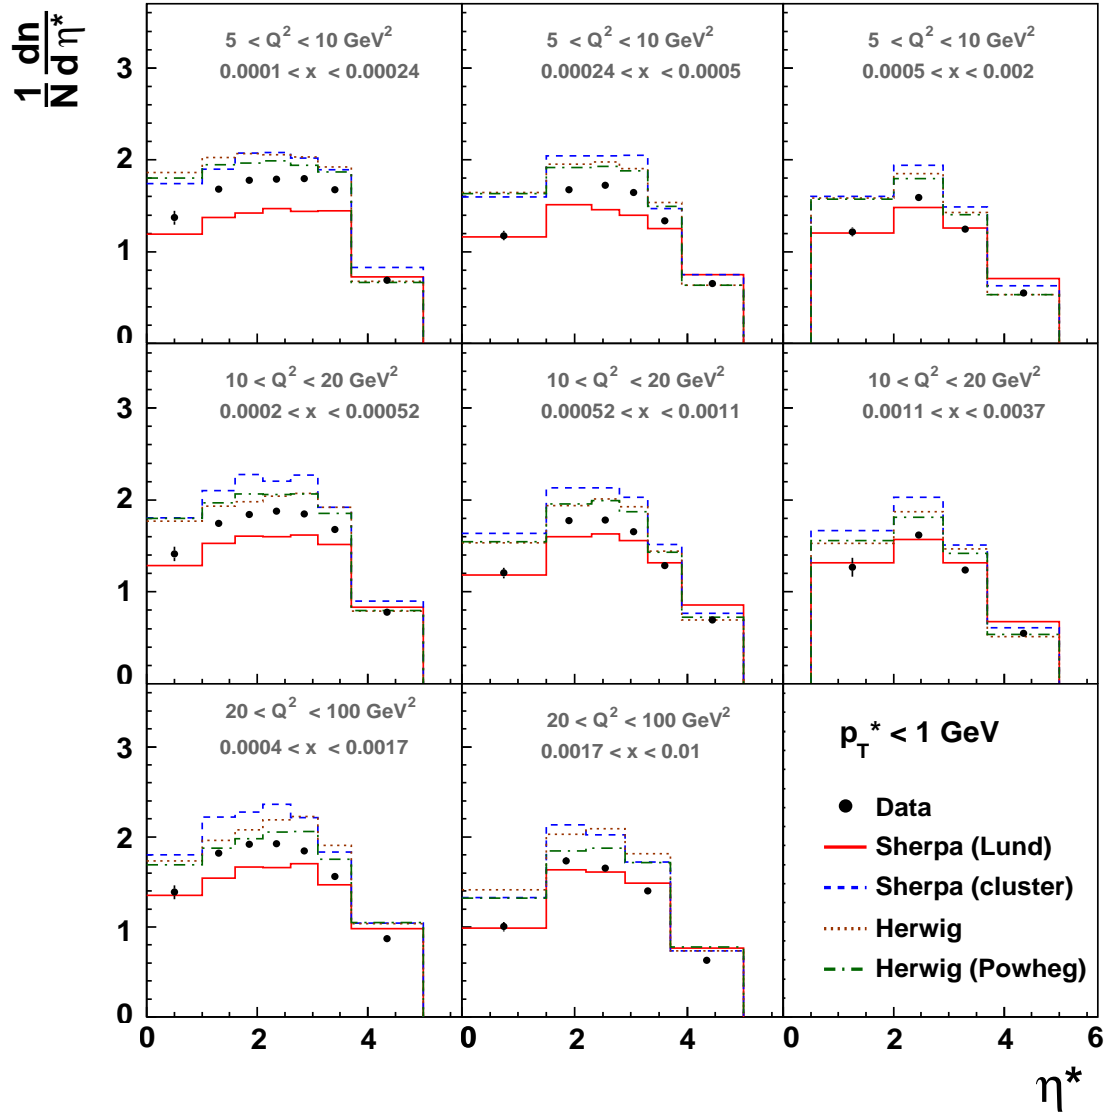 1 dn
N d η*
5 < Q² < 10 GeV²
0.0001 < x < 0.00024
5 < Q² < 10 GeV²
0.00024 < x < 0.0005
5 < Q² < 10 GeV²
0.0005 < x < 0.002
3
2
1
0
10 < Q² < 20 GeV²
0.0002 < x < 0.00052
10 < Q² < 20 GeV²
0.00052 < x < 0.0011
10 < Q² < 20 GeV²
0.0011 < x < 0.0037
3
2
1
0
20 < Q² < 100 GeV²
0.0004 < x < 0.0017
20 < Q² < 100 GeV²
0.0017 < x < 0.01
3
2
1
0
p_T* < 1 GeV
Data
Sherpa (Lund)
Sherpa (cluster)
Herwig
Herwig (Powheg)
0 2 4 0 2 4 0 2 4 6
η*